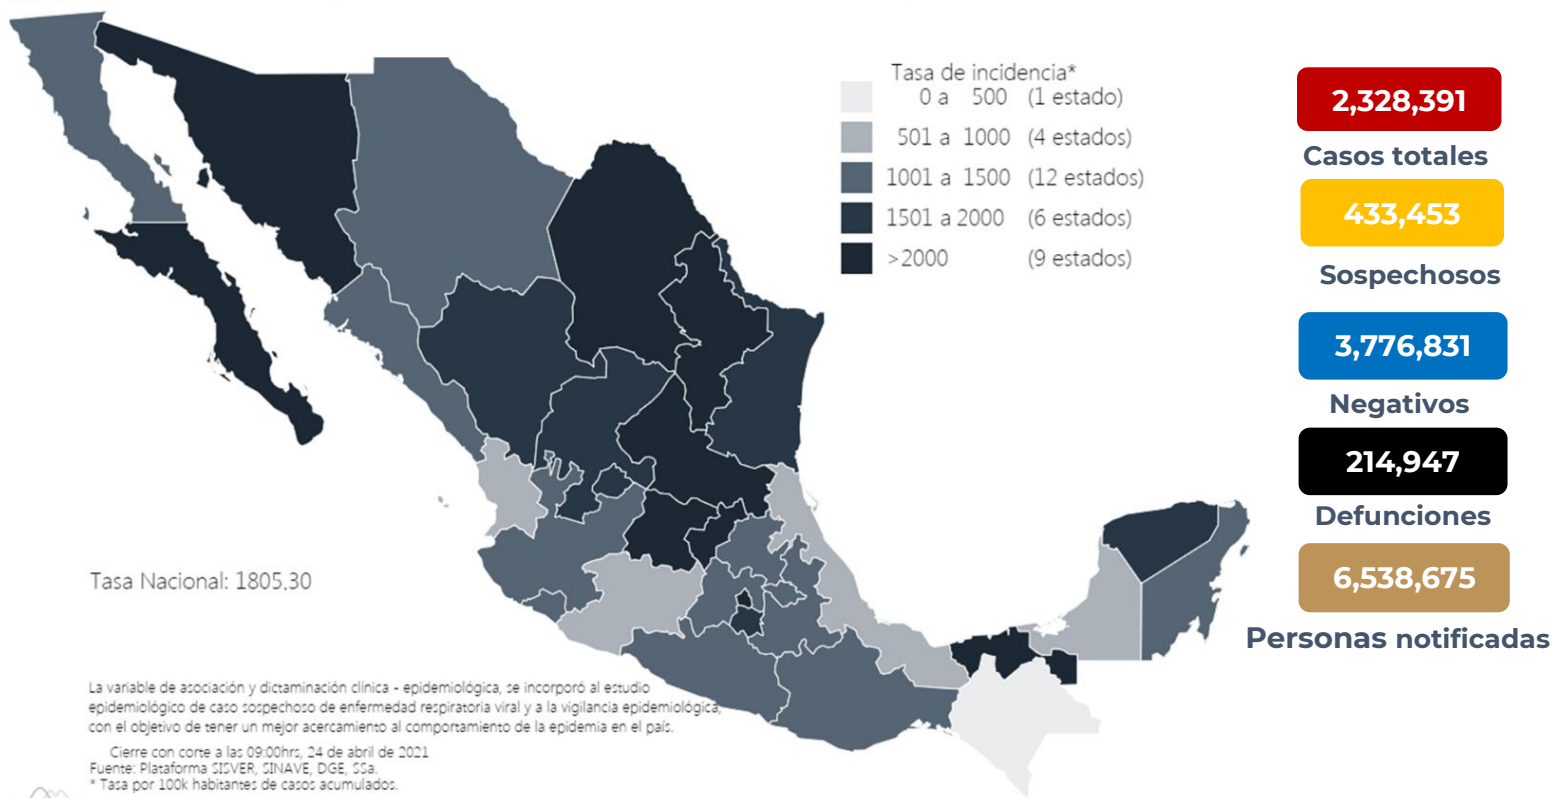 Tasa de incidencia*
0 a 500 (1 estado)
501 a 1000 (4 estados)
1001 a 1500 (12 estados)
1501 a 2000 (6 estados)
>2000 (9 estados)
2,328,391
Casos totales
433,453
Sospechosos
3,776,831
Negativos
214,947
Defunciones
6,538,675
Personas notificadas
Tasa Nacional: 1805.30
La variable de asociación y dictaminación clínica - epidemiológica, se incorporó al estudio
epidemiológico de caso sospechoso de enfermedad respiratoria viral y a la vigilancia epidemiológica,
con el objetivo de tener un mejor acercamiento al comportamiento de la epidemia en el país.
Cierre con corte a las 09:00hrs, 24 de abril de 2021
Fuente: Plataforma SISVER, SINAVE, DGE, SSa.
* Tasa por 100k habitantes de casos acumulados.